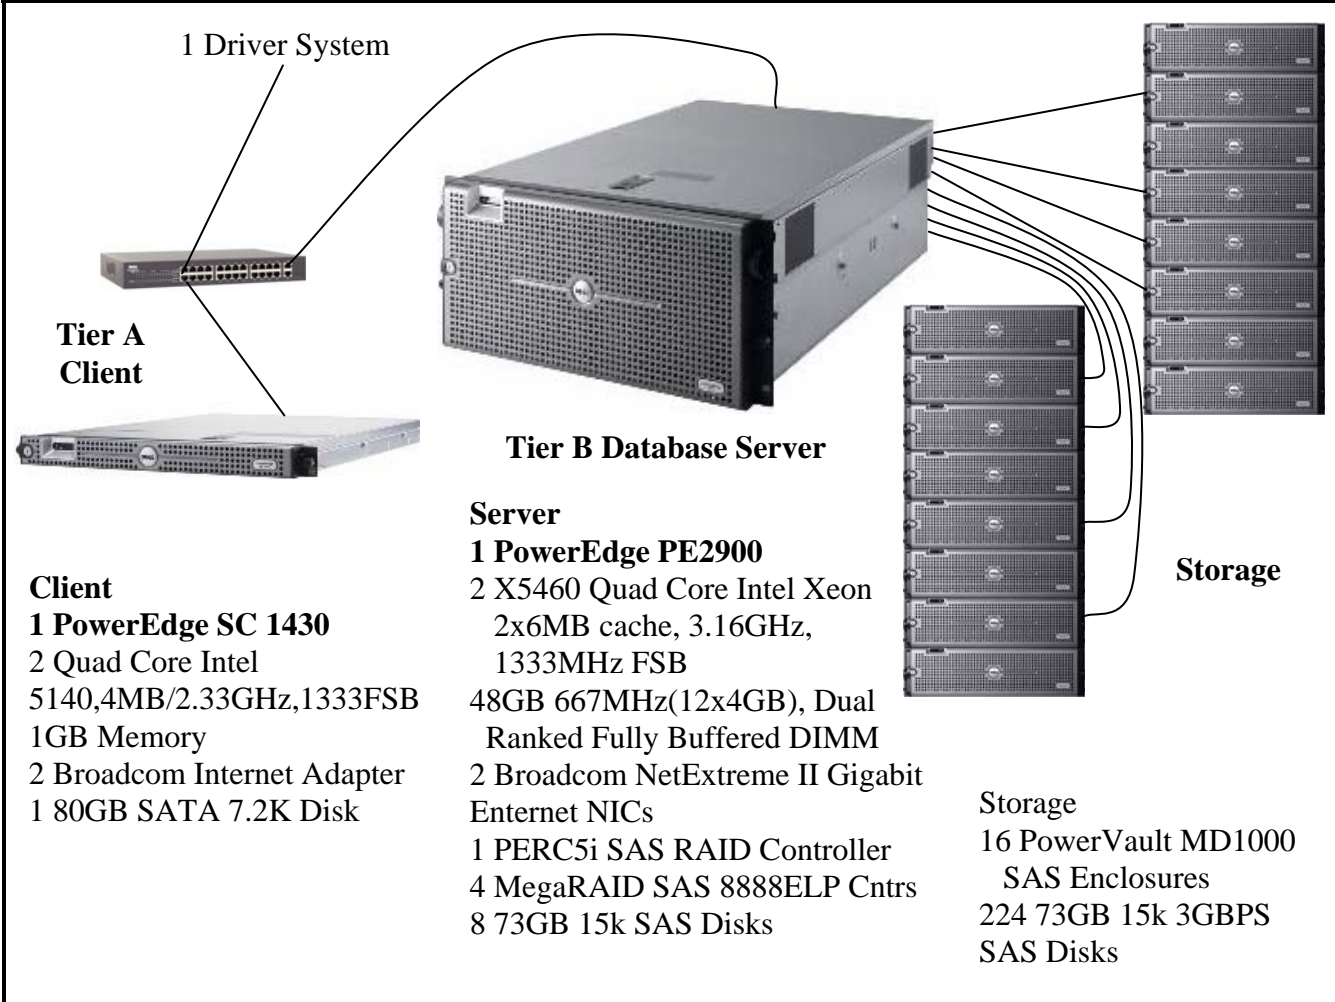 1 Driver System
Tier A
Client
Tier B Database Server
Client
1 PowerEdge SC 1430
2 Quad Core Intel
5140,4MB/2.33GHz,1333FSB
1GB Memory
2 Broadcom Internet Adapter
1 80GB SATA 7.2K Disk
Server
1 PowerEdge PE2900
2 X5460 Quad Core Intel Xeon
2x6MB cache, 3.16GHz,
1333MHz FSB
48GB 667MHz(12x4GB), Dual
Ranked Fully Buffered DIMM
2 Broadcom NetExtreme II Gigabit
Enternet NICs
1 PERC5i SAS RAID Controller
4 MegaRAID SAS 8888ELP Cntrs
8 73GB 15k SAS Disks
Storage
Storage
16 PowerVault MD1000
SAS Enclosures
224 73GB 15k 3GBPS
SAS Disks